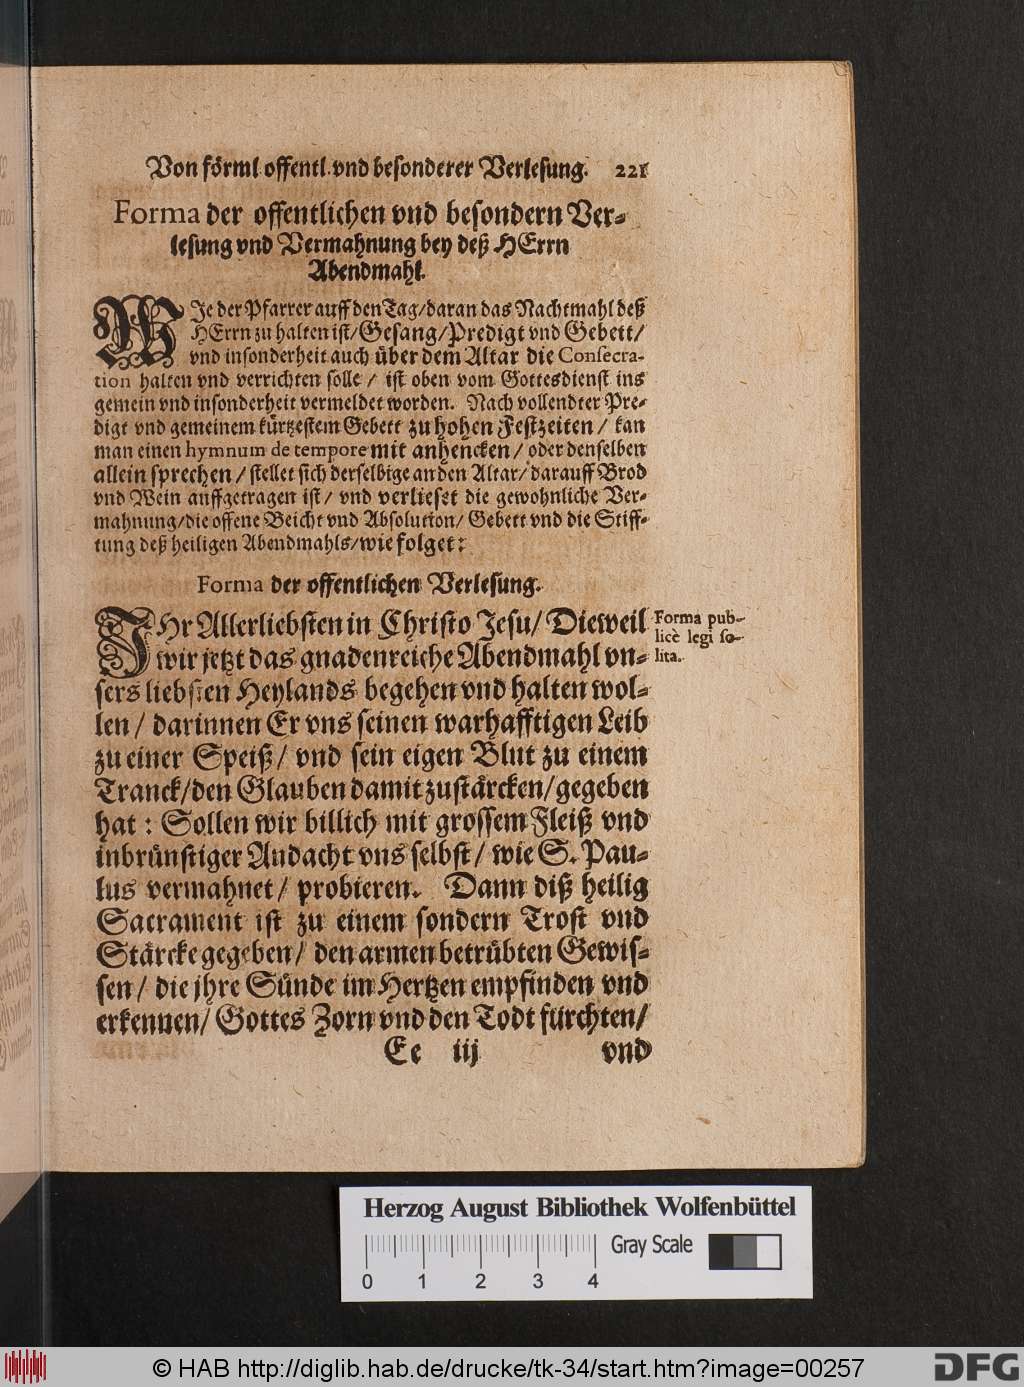 Von förml offentl. vnd besonderer Verlesung. 221
Forma der offentlichen vnd besondern Ver-
lesung vnd Vermahnung bey deß HErrn
Abendmahl.
WIe der Pfarrer auff den Tag/ daran das Nachtmahl deß
HErrn zu halten ist/ Gesang/ Predigt vnd Gebett/
vnd insonderheit auch über dem Altar die Consecra-
tion halten vnd verrichten solle/ ist oben vom Gottesdienst ins
gemein vnd insonderheit vermeldet worden. Nach vollendter Pre-
digt vnd gemeinem kürtzestem Gebett zu hohen Festzeiten/ kan
man einen hymnum de tempore mit anhencken/ oder denselben
allein sprechen/ stellet sich derselbige an den Altar/ darauff Brod
vnd Wein auffgetragen ist/ vnd verlieset die gewohnliche Ver-
mahnung/ die offene Beicht vnd Absolution/ Gebett vnd die Stiff-
tung deß heiligen Abendmahls/ wie folget:
Forma der offentlichen Verlesung.
IHr Allerliebsten in Christo Jesu/ Dieweil
wir jetzt das gnadenreiche Abendmahl vn-
sers liebsten Heylands begehen vnd halten wol-
len/ darinnen Er vns seinen warhafftigen Leib
zu einer Speiß/ vnd sein eigen Blut zu einem
Tranck/ den Glauben damit zustärcken/ gegeben
hat: Sollen wir billich mit grossem Fleiß vnd
inbrünstiger Andacht vns selbst/ wie S. Pau-
lus vermahnet/ probieren. Dann diß heilig
Sacrament ist zu einem sondern Trost vnd
Stärcke gegeben/ den armen betrübten Gewis-
sen/ die jhre Sünde im Hertzen empfinden vnd
erkennen/ Gottes Zorn vnd den Todt fürchten/
Ee iij vnd
Forma pub-
licè legi so-
lita.
Herzog August Bibliothek Wolfenbüttel
Gray Scale
0 1 2 3 4
© HAB http://diglib.hab.de/drucke/tk-34/start.htm?image=00257
DFG